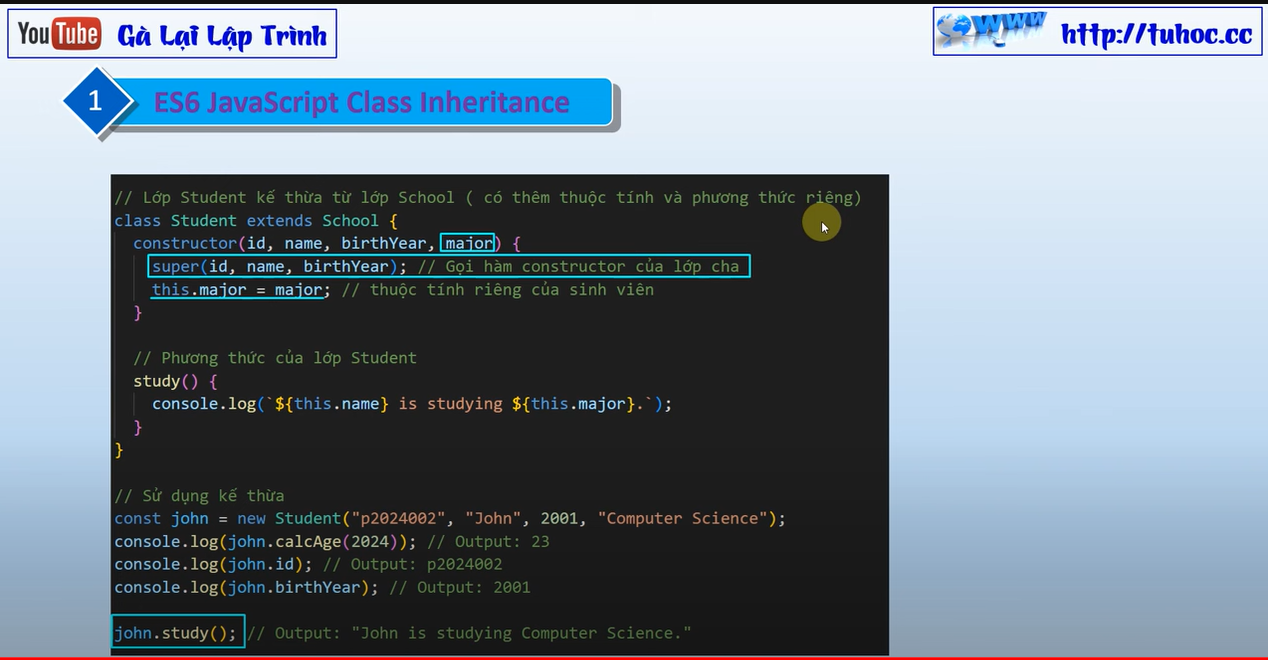 YouTube Gà Lại Lập Trình
WWW http://tuhoc.cc
1 ES6 JavaScript Class Inheritance
// Lớp Student kế thừa từ lớp School ( có thêm thuộc tính và phương thức riêng)
class Student extends School {
constructor(id, name, birthYear, major) {
super(id, name, birthYear); // Gọi hàm constructor của lớp cha
this.major = major; // thuộc tính riêng của sinh viên
}
// Phương thức của lớp Student
study() {
console.log(`${this.name} is studying ${this.major}.`);
}
}
// Sử dụng kế thừa
const john = new Student("p2024002", "John", 2001, "Computer Science");
console.log(john.calcAge(2024)); // Output: 23
console.log(john.id); // Output: p2024002
console.log(john.birthYear); // Output: 2001
john.study(); // Output: "John is studying Computer Science."